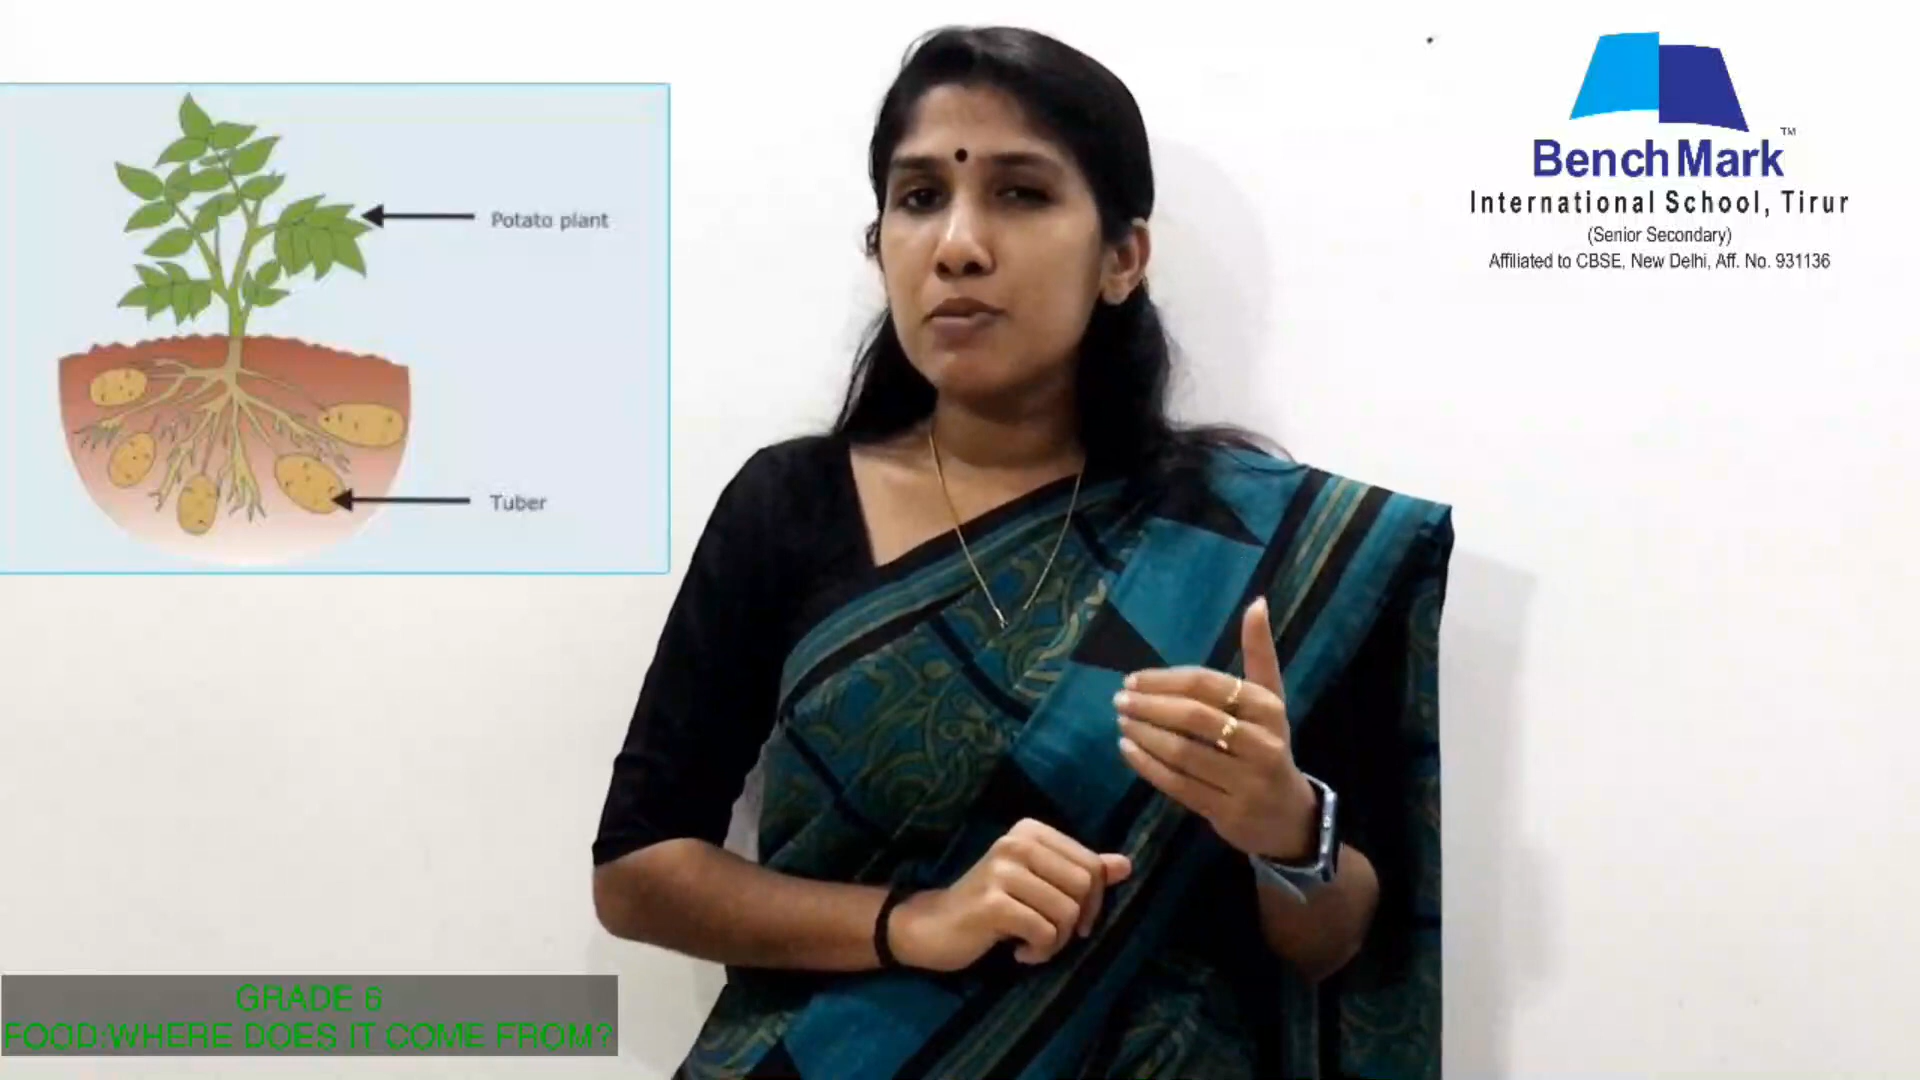 Potato plant
Tuber
BenchMark™
International School, Tirur
(Senior Secondary)
Affiliated to CBSE, New Delhi, Aff. No. 931136
GRADE 6
FOOD:WHERE DOES IT COME FROM?